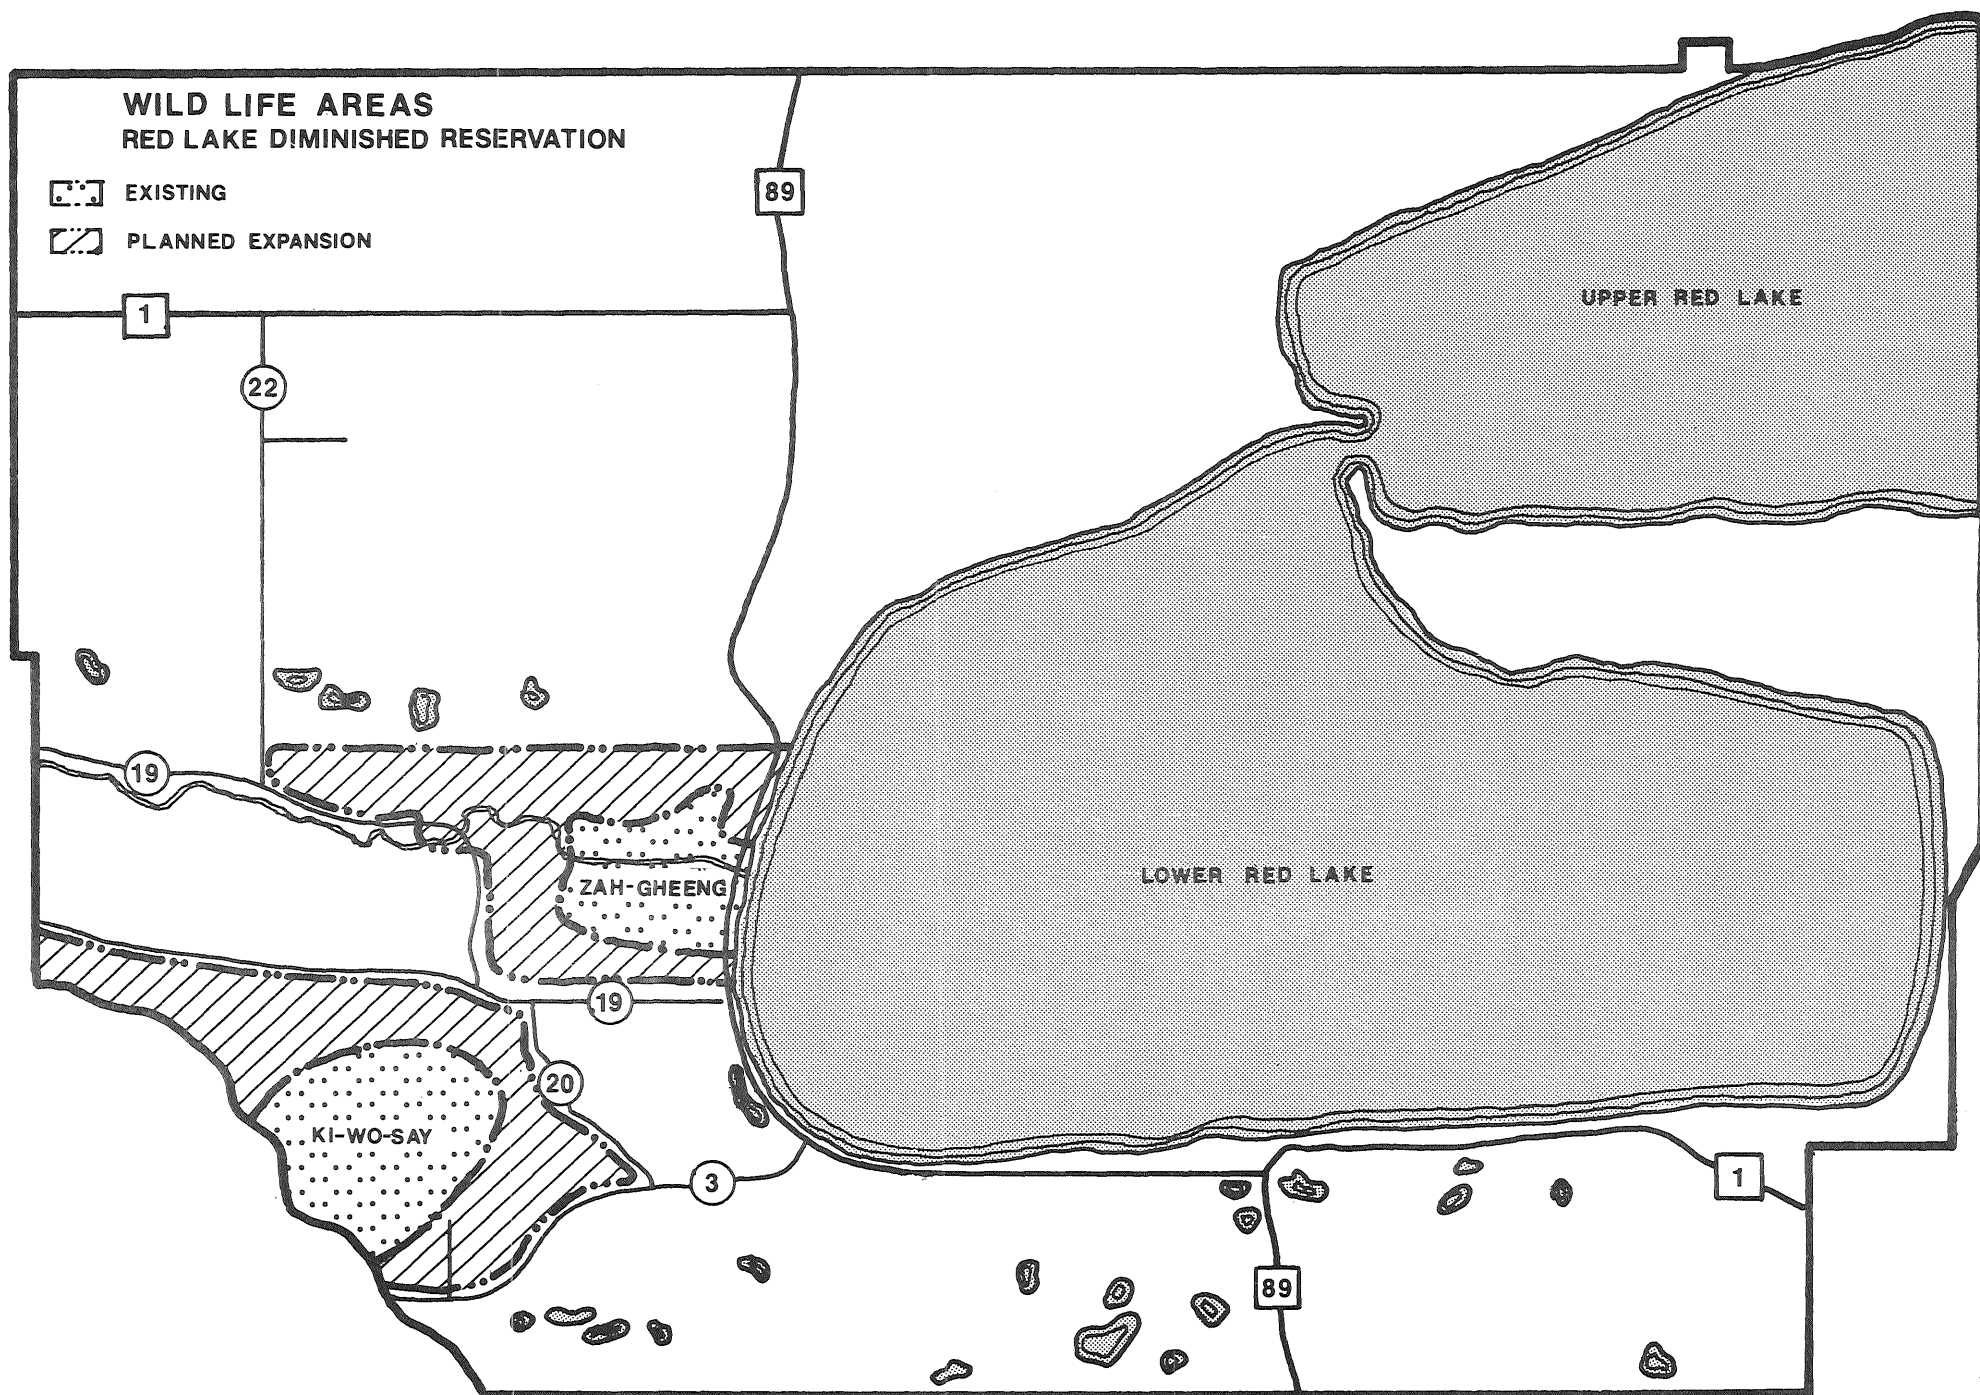 WILD LIFE AREAS
RED LAKE DIMINISHED RESERVATION
EXISTING
PLANNED EXPANSION
89
1
UPPER RED LAKE
22
19
ZAH-GHEENG
LOWER RED LAKE
19
20
KI-WO-SAY
3
1
89